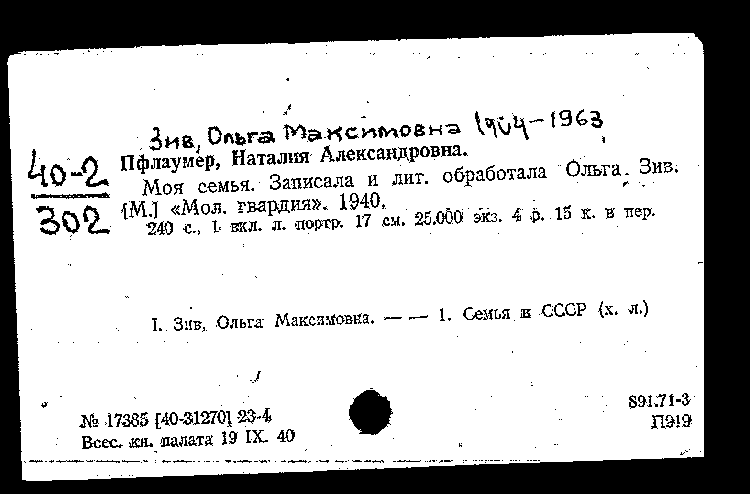 Зив, Ольга Максимовна 1904-1963
Пфлаумер, Наталия Александровна.
40-2
302
Моя семья. Записала и лит. обработала Ольга Зив.
[М.] «Мол. гвардия». 1940.
240 с., 1 вкл. л. портр. 17 см. 25.000 экз. 4 р. 15 к. в пер.
I. Зив, Ольга Максимовна. — — 1. Семья в СССР (х. л.)
№ 17385 [40-31270] 23-4
Всес. кн. палата 19 IX. 40
891.71-3
П919